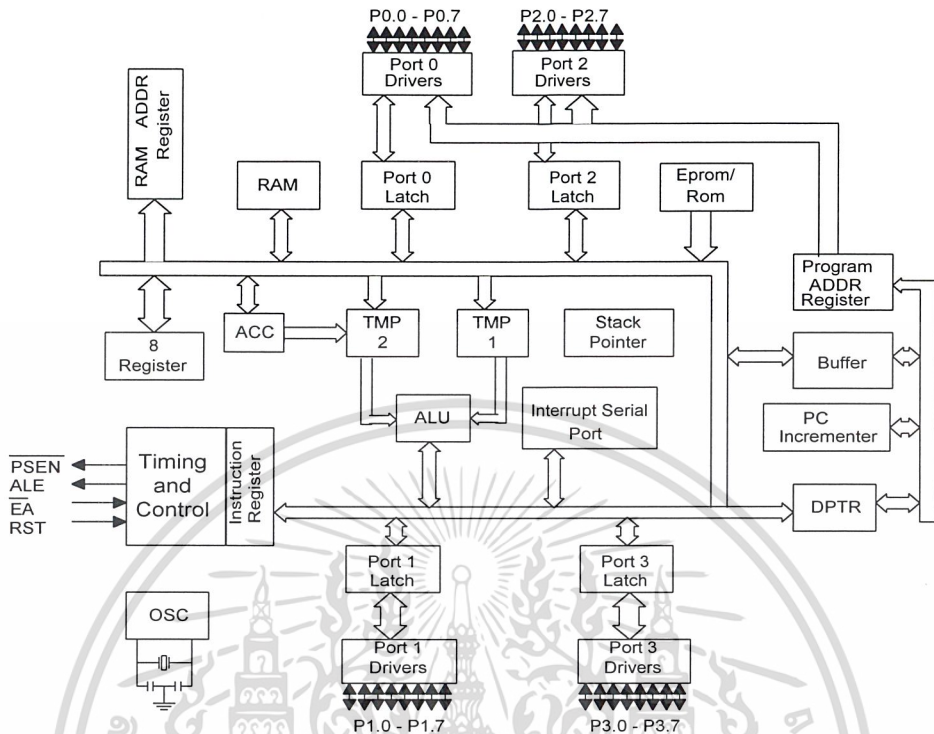 P0.0 - P0.7
P2.0 - P2.7
Port 0
Drivers
Port 2
Drivers
RAM ADDR
Register
RAM
Port 0
Latch
Port 2
Latch
Eprom/
Rom
Program
ADDR
Register
8
Register
ACC
TMP
2
TMP
1
Stack
Pointer
Buffer
ALU
Interrupt Serial
Port
PC
Incrementer
PSEN
ALE
EA
RST
Timing
and
Control
Instruction
Register
DPTR
Port 1
Latch
Port 3
Latch
OSC
Port 1
Drivers
Port 3
Drivers
P1.0 - P1.7
P3.0 - P3.7